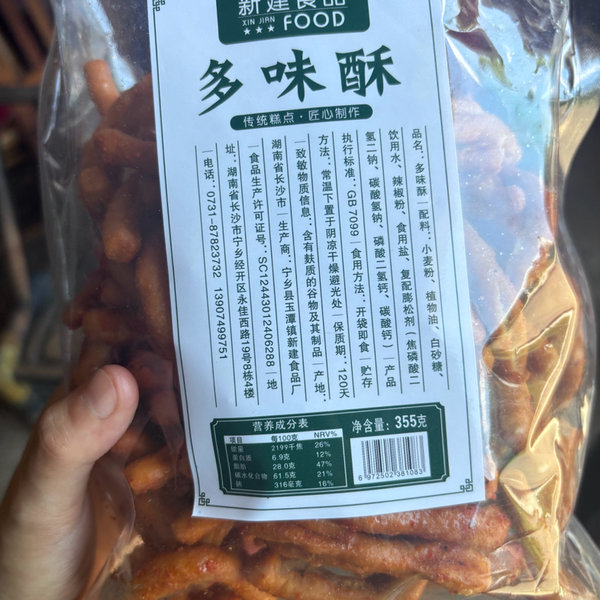 新建食品
XIN JIAN
FOOD
多味酥
传统糕点·匠心制作
品名：多味酥｜配料：小麦粉、植物油、白砂糖、
饮用水、辣椒粉、食用盐、复配膨松剂（焦磷酸二
氢二钠、碳酸氢钠、磷酸二氢钙、碳酸钙）｜产品
执行标准：GB 7099｜食用方法：开袋即食｜贮存
方法：常温下置于阴凉干燥避光处｜保质期：120天
｜致敏物质信息：含有麸质的谷物及其制品｜产地：
湖南省长沙市｜生产商：宁乡县玉潭镇新建食品厂
｜食品生产许可证号：SC12443012406288｜地
址：湖南省长沙市宁乡经开区永佳西路19号8栋4楼
｜电话：0731-87823732 13907499751
营养成分表
项目 每100克 NRV%
能量 2199千焦 26%
蛋白质 6.9克 12%
脂肪 28.0克 47%
碳水化合物 61.5克 21%
钠 316毫克 16%
净含量：355克
6 972502 381083